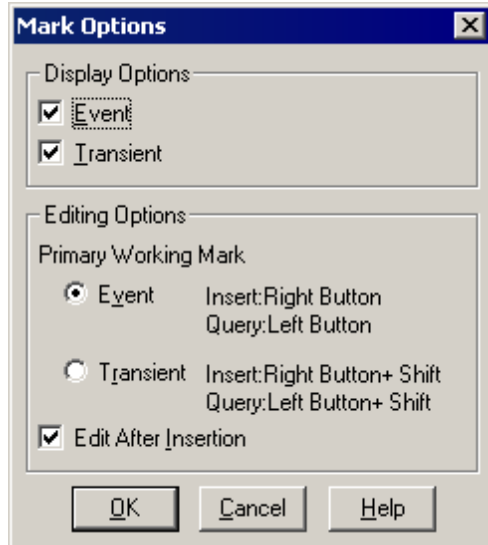 Mark Options
Display Options
Event
Transient
Editing Options
Primary Working Mark
Event Insert:Right Button
Query:Left Button
Transient Insert:Right Button+ Shift
Query:Left Button+ Shift
Edit After Insertion
OK Cancel Help